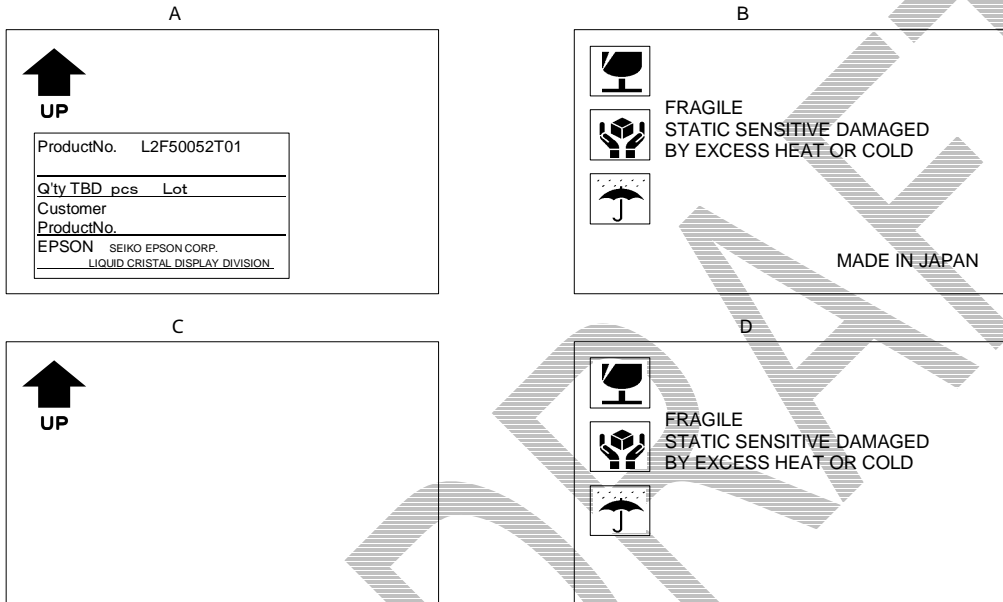 A
UP
ProductNo. L2F50052T01
Q'ty TBD pcs Lot
Customer
ProductNo.
EPSON SEIKO EPSON CORP.
LIQUID CRISTAL DISPLAY DIVISION
B
FRAGILE
STATIC SENSITIVE DAMAGED
BY EXCESS HEAT OR COLD
MADE IN JAPAN
C
UP
D
FRAGILE
STATIC SENSITIVE DAMAGED
BY EXCESS HEAT OR COLD
DRAFT